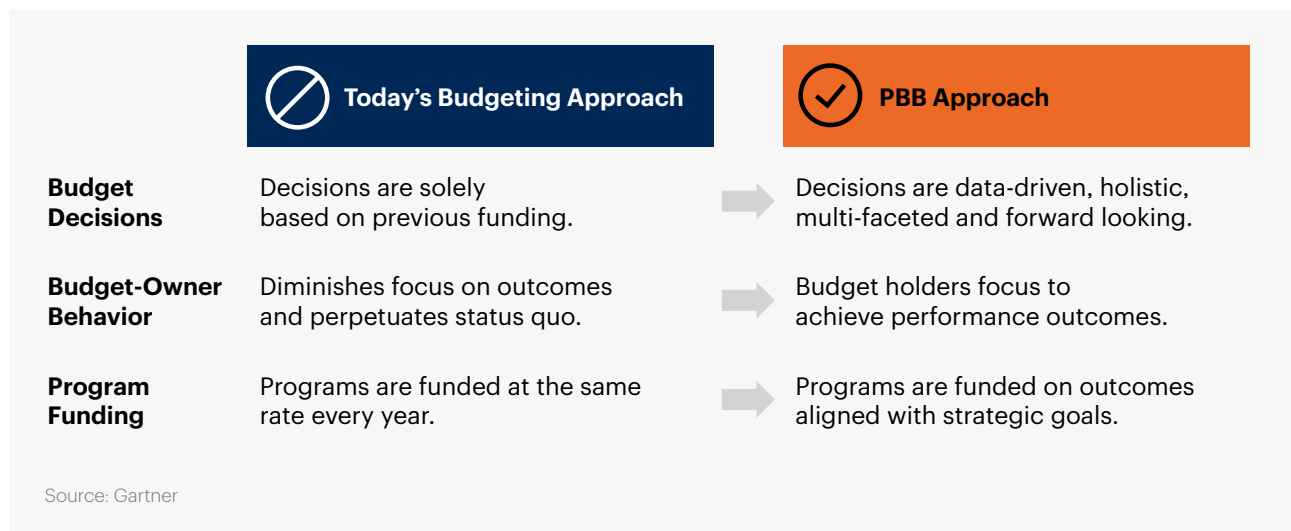 Today’s Budgeting Approach
PBB Approach
Budget
Decisions
Decisions are solely
based on previous funding.
Decisions are data-driven, holistic,
multi-faceted and forward looking.
Budget-Owner
Behavior
Diminishes focus on outcomes
and perpetuates status quo.
Budget holders focus to
achieve performance outcomes.
Program
Funding
Programs are funded at the same
rate every year.
Programs are funded on outcomes
aligned with strategic goals.
Source: Gartner